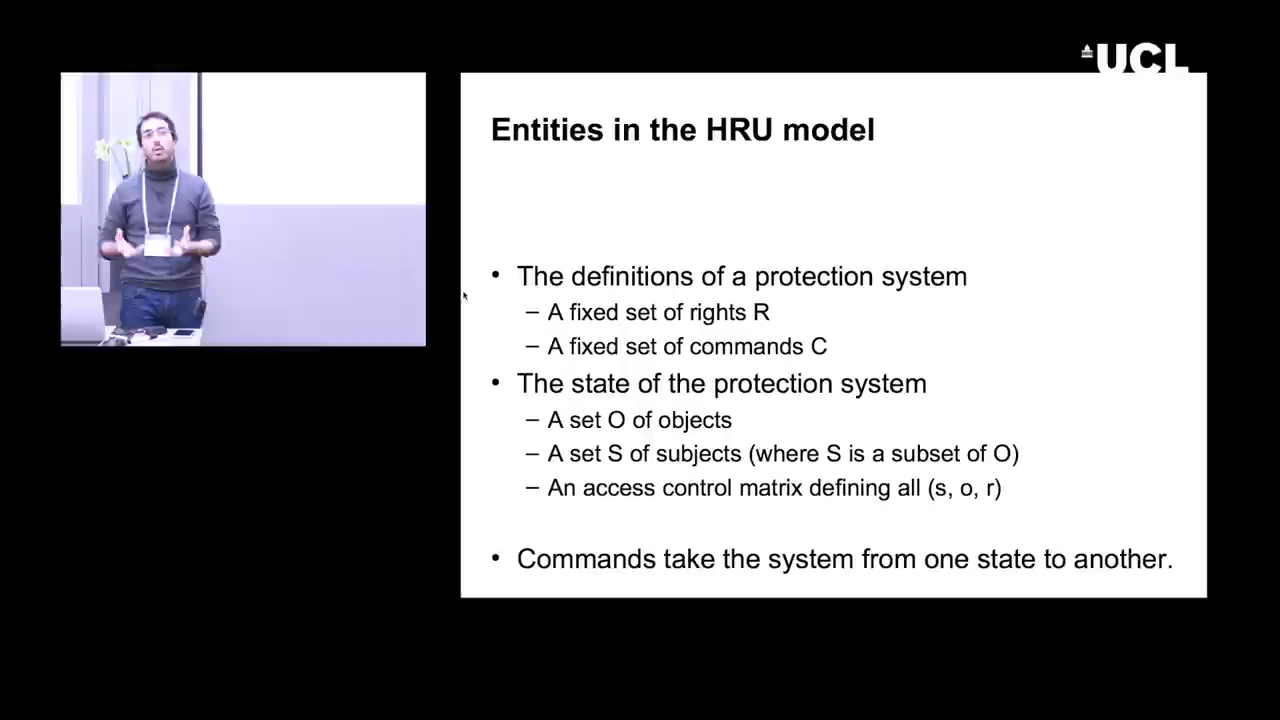 UCL
Entities in the HRU model
• The definitions of a protection system
– A fixed set of rights R
– A fixed set of commands C
• The state of the protection system
– A set O of objects
– A set S of subjects (where S is a subset of O)
– An access control matrix defining all (s, o, r)
• Commands take the system from one state to another.